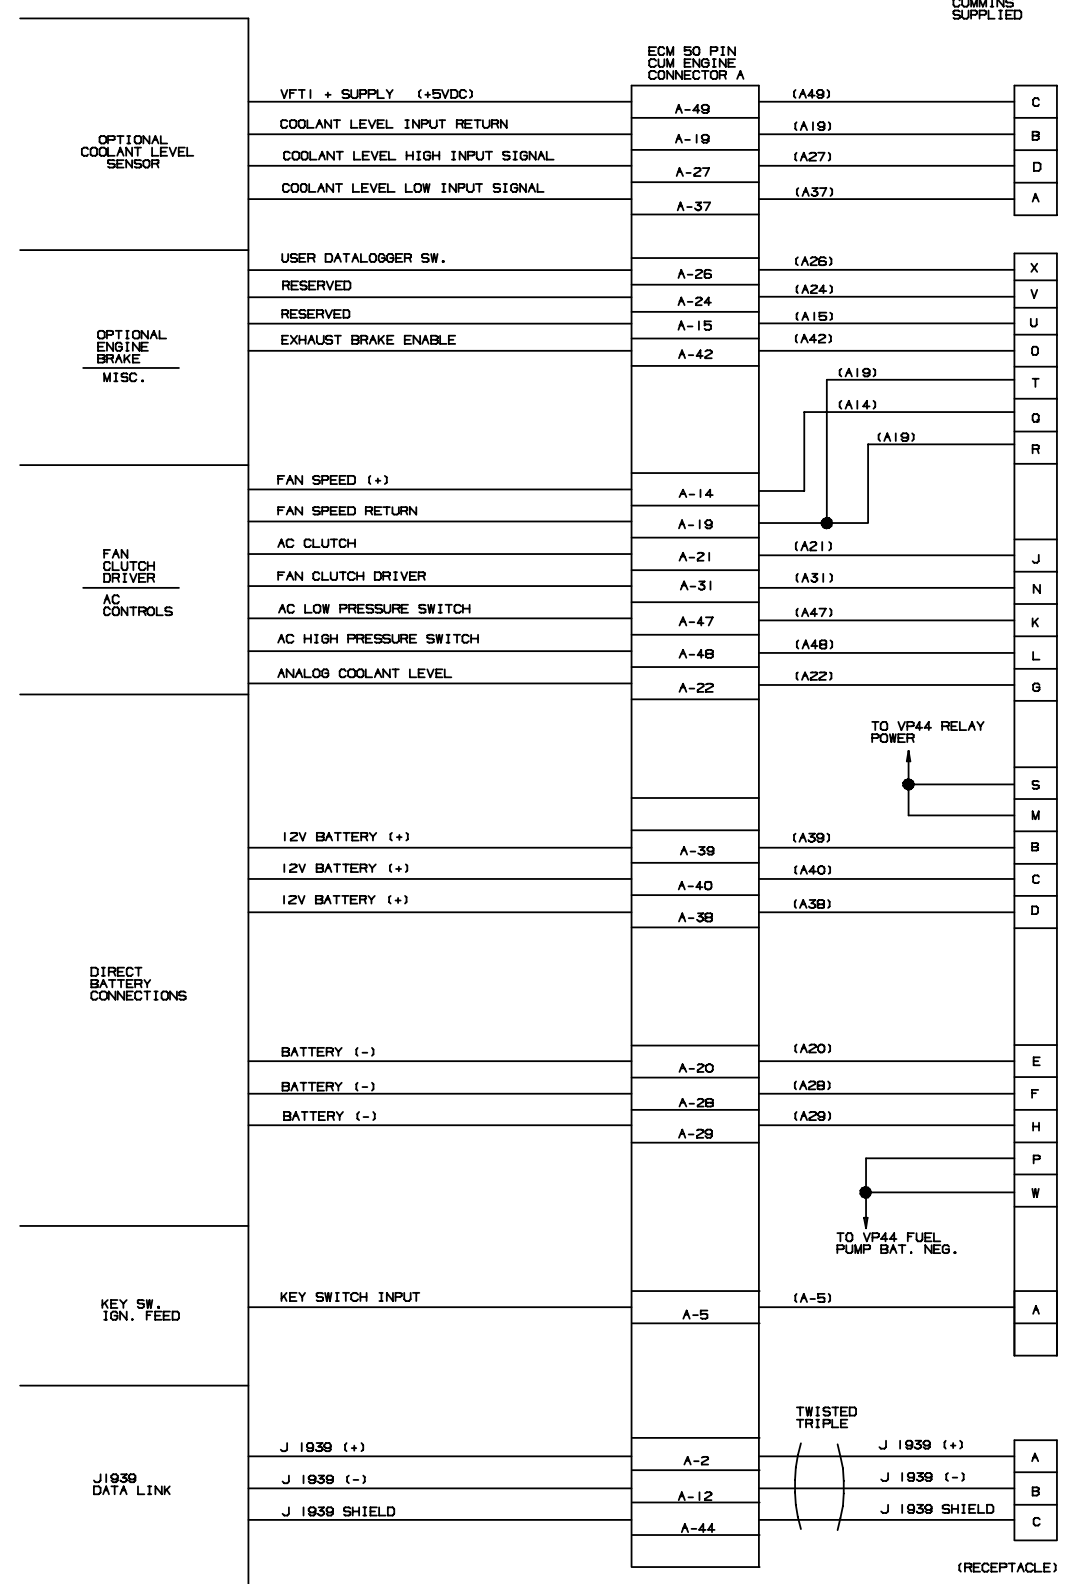 CUMMINS
SUPPLIED
ECM 50 PIN
CUM ENGINE
CONNECTOR A
OPTIONAL
COOLANT LEVEL
SENSOR
VFTI + SUPPLY (+5VDC) A-49 (A49) C
COOLANT LEVEL INPUT RETURN A-19 (A19) B
COOLANT LEVEL HIGH INPUT SIGNAL A-27 (A27) D
COOLANT LEVEL LOW INPUT SIGNAL A-37 (A37) A
OPTIONAL
ENGINE
BRAKE
MISC.
USER DATALOGGER SW. A-26 (A26) X
RESERVED A-24 (A24) V
RESERVED A-15 (A15) U
EXHAUST BRAKE ENABLE A-42 (A42) O
(A19) T
(A14) Q
(A19) R
FAN
CLUTCH
DRIVER
AC
CONTROLS
FAN SPEED (+) A-14
FAN SPEED RETURN A-19
AC CLUTCH A-21 (A21) J
FAN CLUTCH DRIVER A-31 (A31) N
AC LOW PRESSURE SWITCH A-47 (A47) K
AC HIGH PRESSURE SWITCH A-48 (A48) L
ANALOG COOLANT LEVEL A-22 (A22) G
TO VP44 RELAY
POWER
S
M
DIRECT
BATTERY
CONNECTIONS
12V BATTERY (+) A-39 (A39) B
12V BATTERY (+) A-40 (A40) C
12V BATTERY (+) A-38 (A38) D
BATTERY (-) A-20 (A20) E
BATTERY (-) A-28 (A28) F
BATTERY (-) A-29 (A29) H
P
W
TO VP44 FUEL
PUMP BAT. NEG.
KEY SW.
IGN. FEED
KEY SWITCH INPUT A-5 (A-5) A
TWISTED
TRIPLE
J1939
DATA LINK
J 1939 (+) A-2 J 1939 (+) A
J 1939 (-) A-12 J 1939 (-) B
J 1939 SHIELD A-44 J 1939 SHIELD C
(RECEPTACLE)